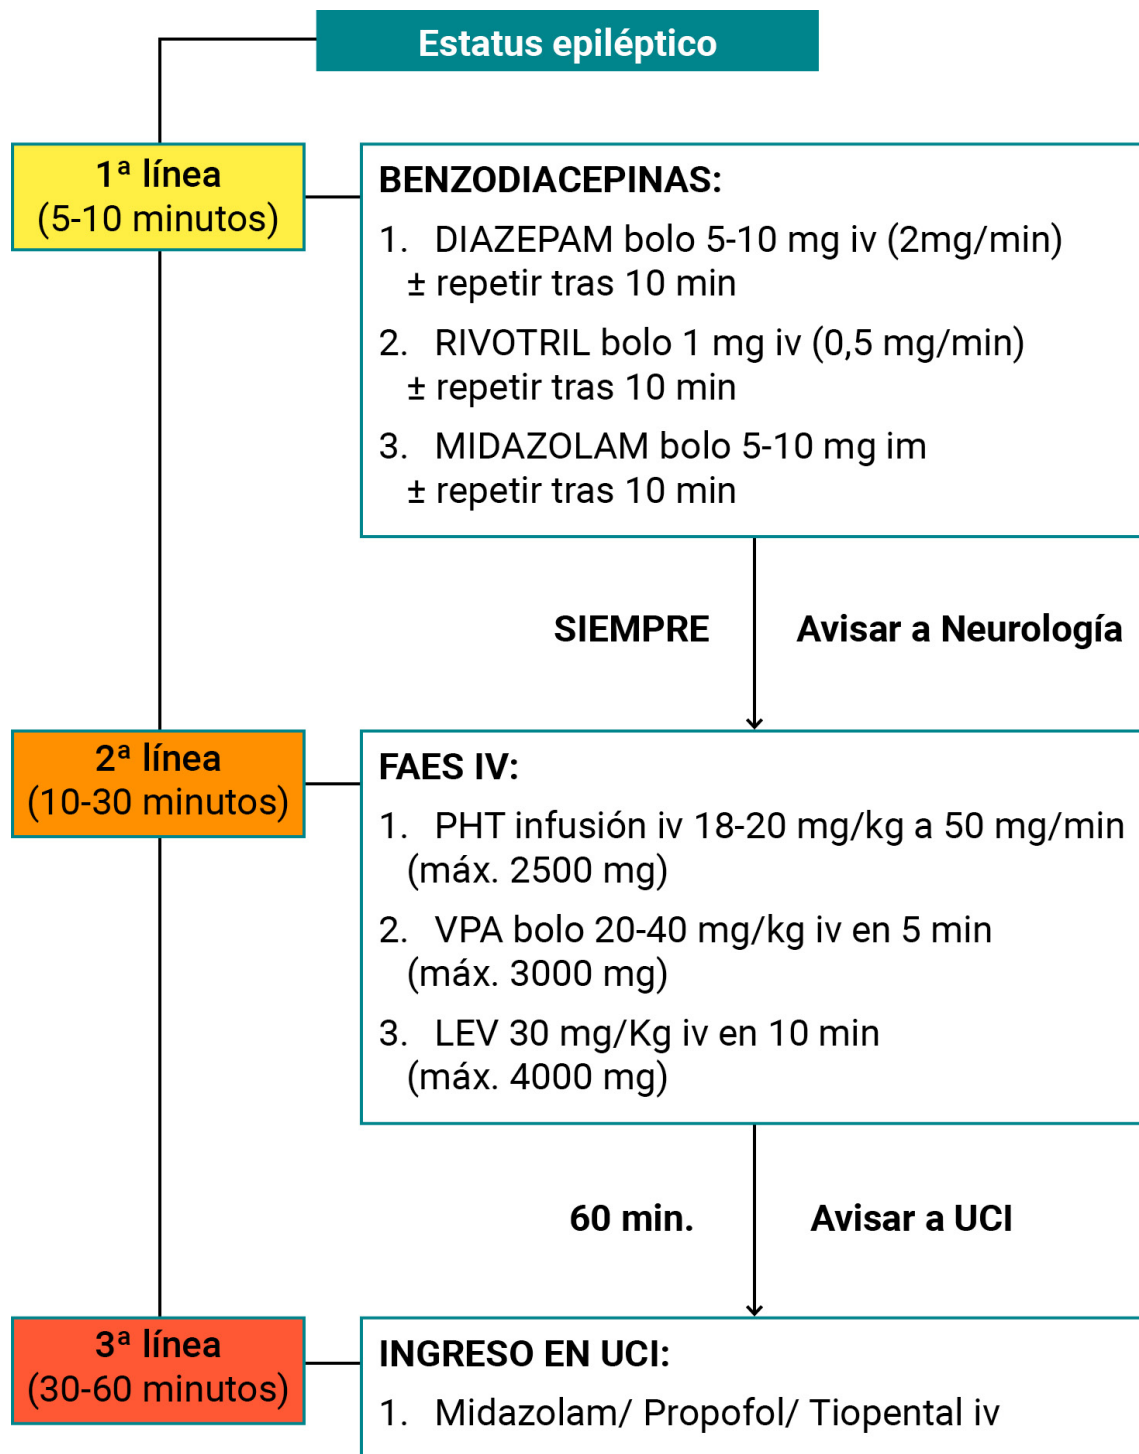 Estatus epiléptico
1ª línea
(5-10 minutos)
BENZODIACEPINAS:
1. DIAZEPAM bolo 5-10 mg iv (2mg/min)
± repetir tras 10 min
2. RIVOTRIL bolo 1 mg iv (0,5 mg/min)
± repetir tras 10 min
3. MIDAZOLAM bolo 5-10 mg im
± repetir tras 10 min
SIEMPRE Avisar a Neurología
2ª línea
(10-30 minutos)
FAES IV:
1. PHT infusión iv 18-20 mg/kg a 50 mg/min
(máx. 2500 mg)
2. VPA bolo 20-40 mg/kg iv en 5 min
(máx. 3000 mg)
3. LEV 30 mg/Kg iv en 10 min
(máx. 4000 mg)
60 min. Avisar a UCI
3ª línea
(30-60 minutos)
INGRESO EN UCI:
1. Midazolam/ Propofol/ Tiopental iv